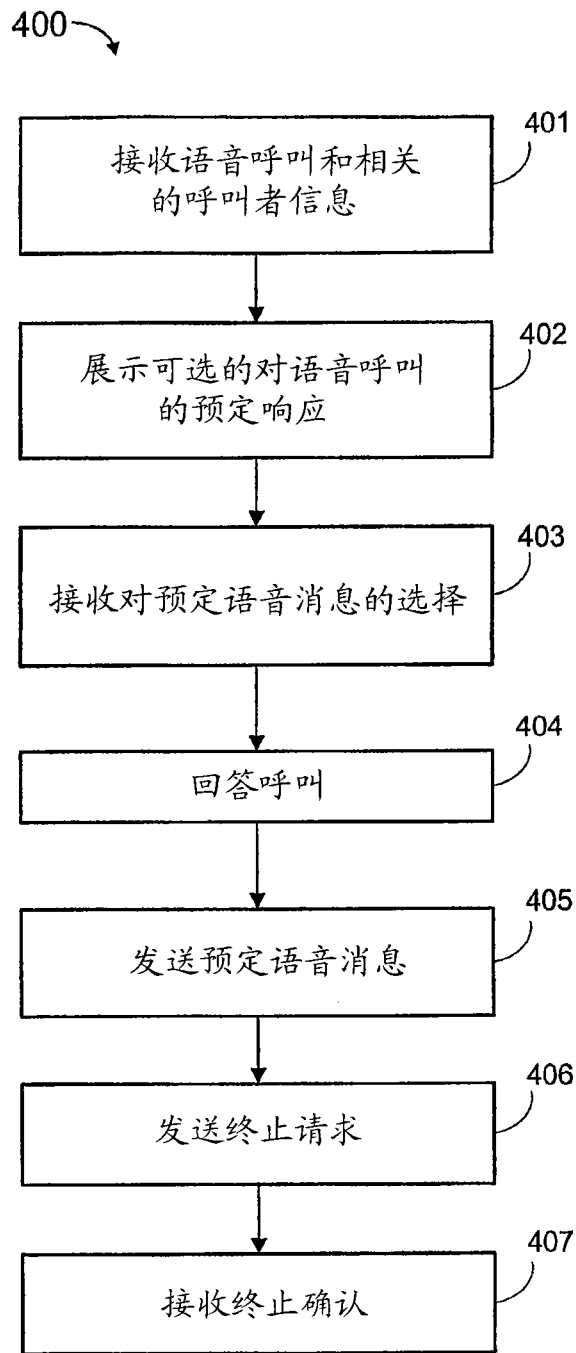 400
401
接收语音呼叫和相关
的呼叫者信息
402
展示可选的对语音呼叫
的预定响应
403
接收对预定语音消息的选择
404
回答呼叫
405
发送预定语音消息
406
发送终止请求
407
接收终止确认